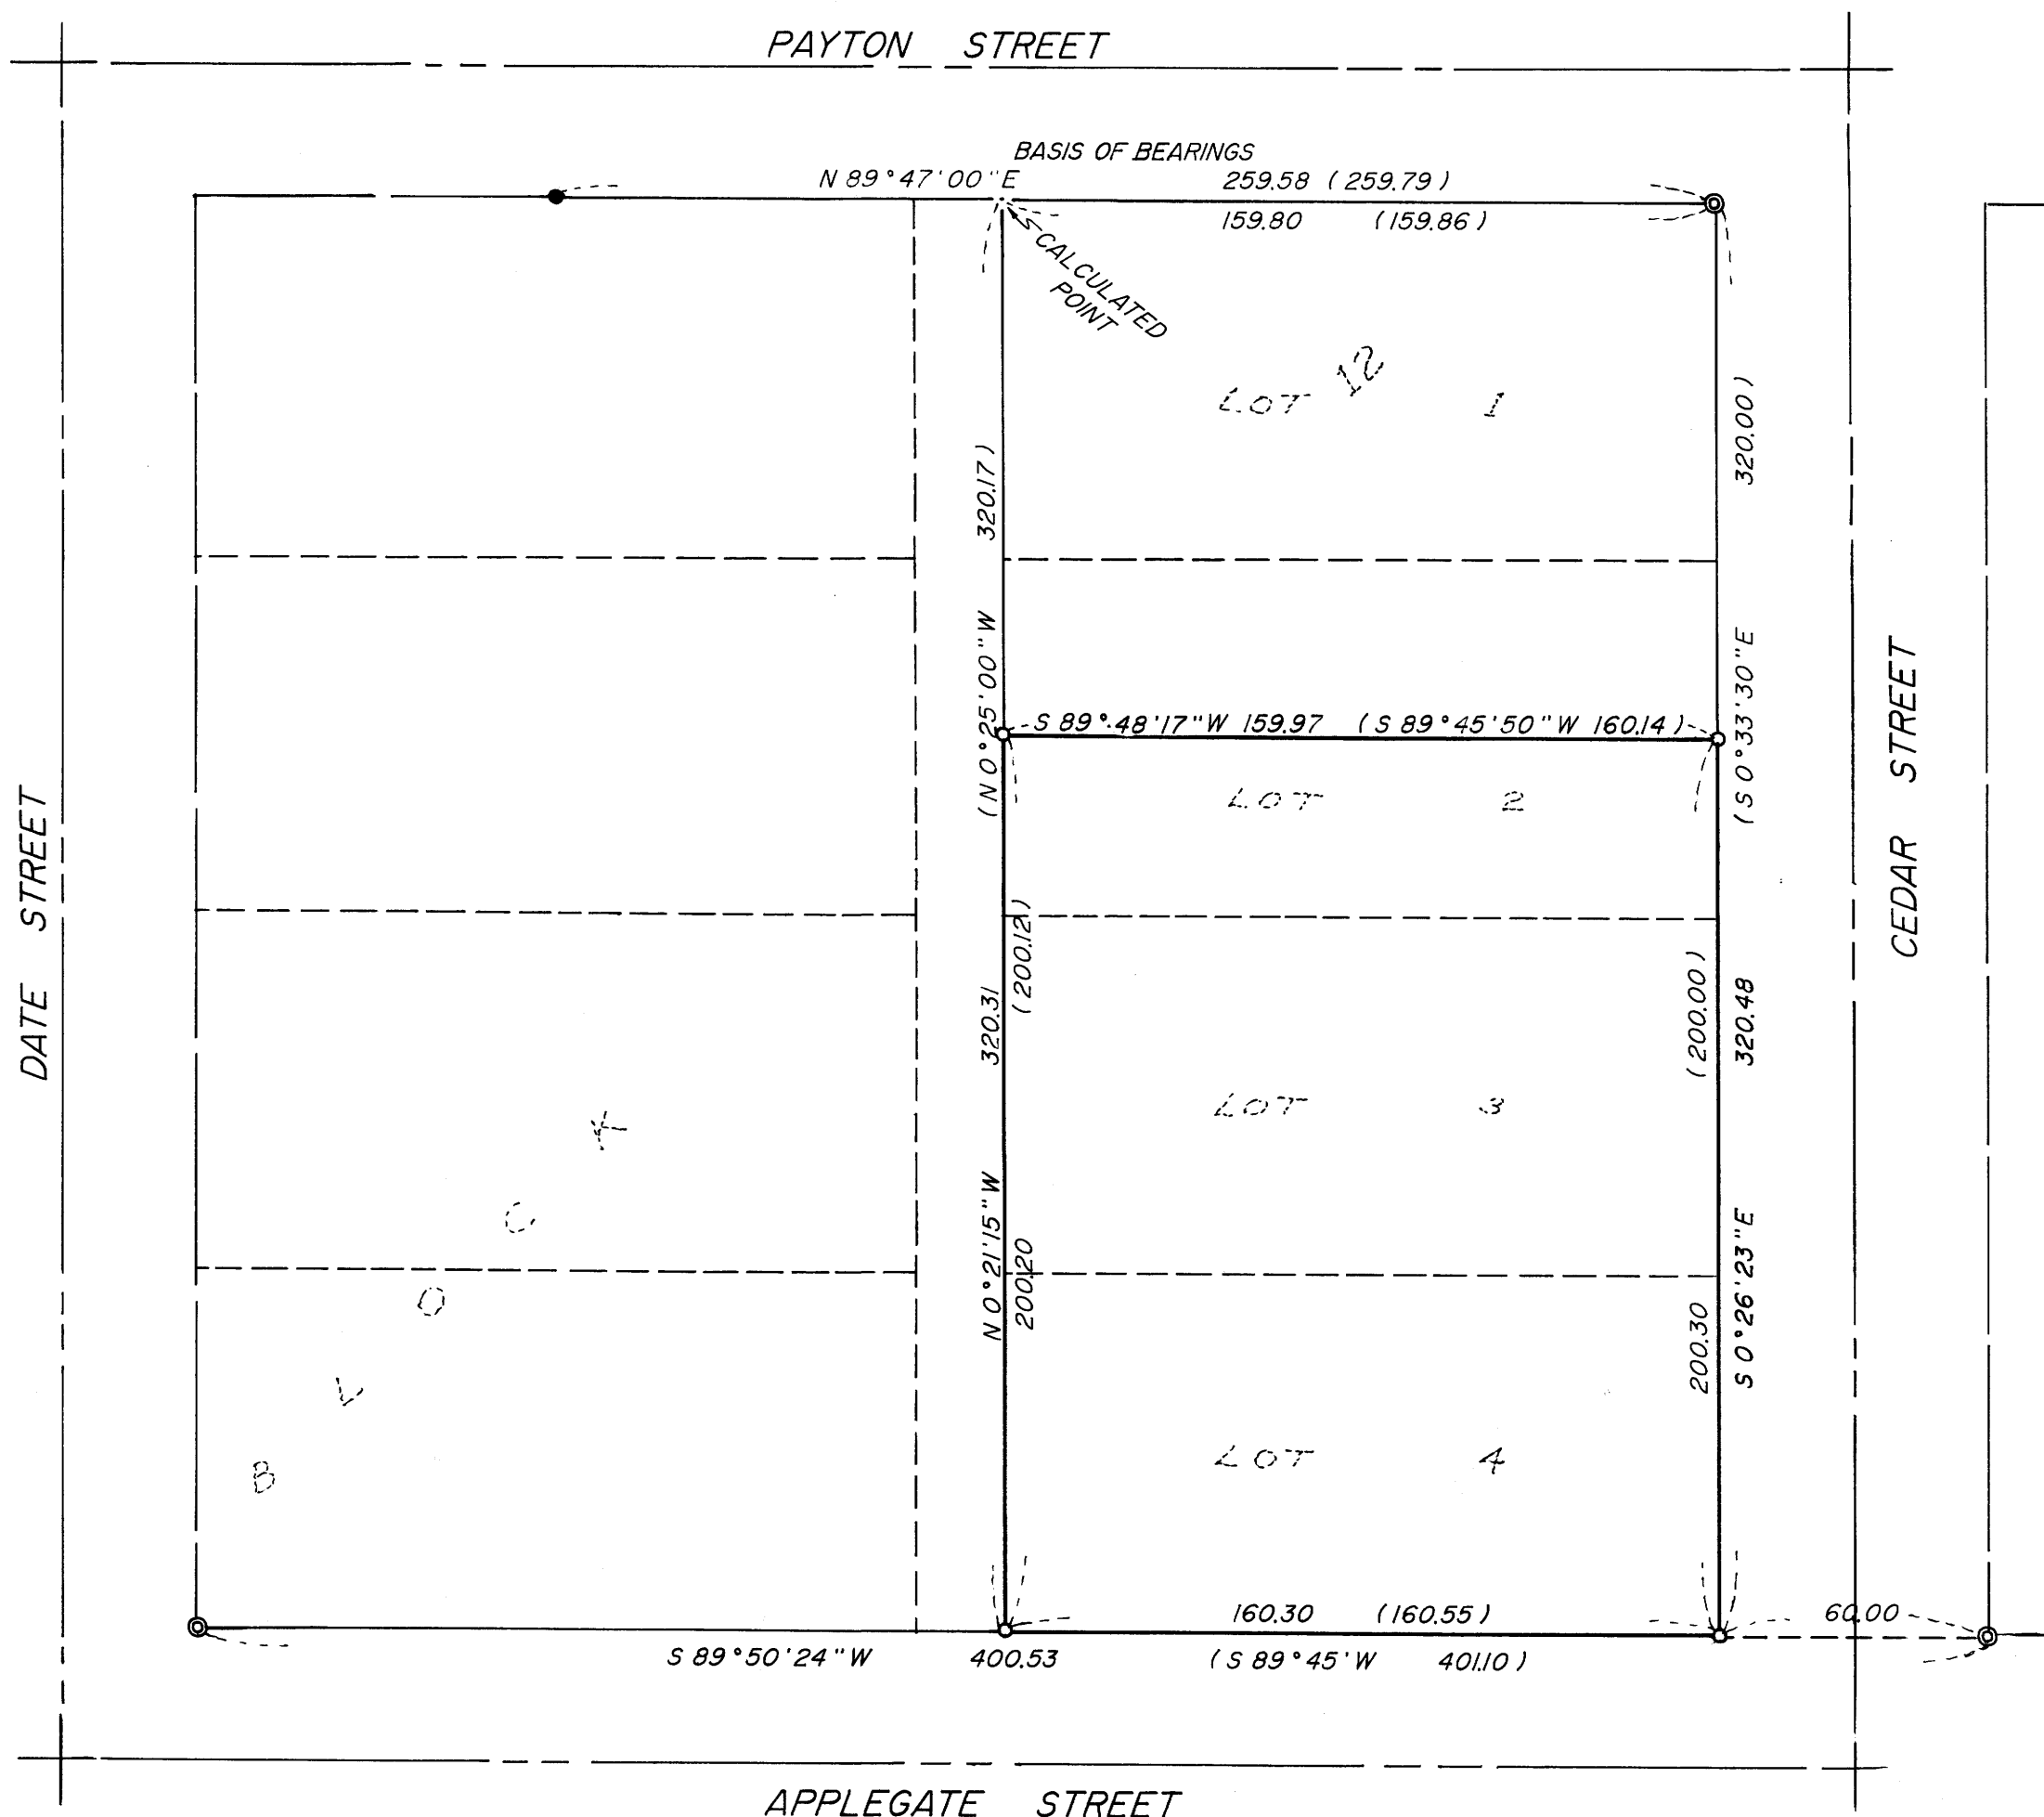 PAYTON STREET
BASIS OF BEARINGS
N 89°47'00"E 259.58 (259.79)
159.80 (159.86)
CALCULATED
POINT
LOT 12 1
320.17)
(N 0°25'00"W
320.00)
(S 0°33'30"E
S 89°48'17"W 159.97 (S 89°45'50"W 160.14)
LOT 2
DATE STREET
CEDAR STREET
(200.12)
320.31
(200.00)
320.48
LOT 3
N 0°21'15"W
200.20
200.30
S 0°26'23"E
BLOCK
LOT 4
160.30 (160.55)
60.00
S 89°50'24"W 400.53 (S 89°45'W 401.10)
APPLEGATE STREET